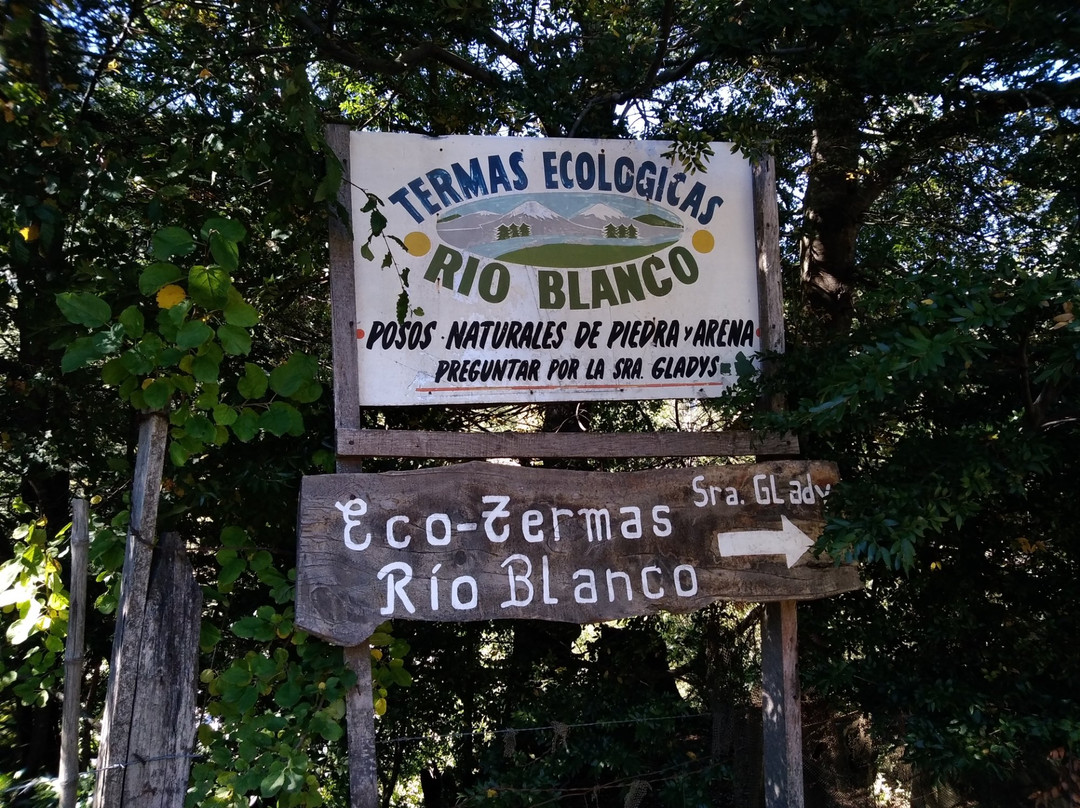 TERMAS ECOLOGICAS
RIO BLANCO
POSOS NATURALES DE PIEDRA Y ARENA
PREGUNTAR POR LA SRA. GLADYS
Sra. GLady
Eco-Termas
Río Blanco